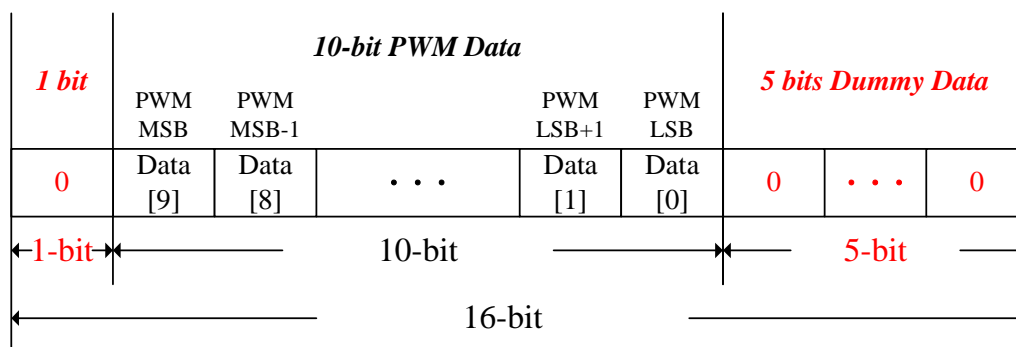 10-bit PWM Data
1 bit
5 bits Dummy Data
PWM PWM PWM PWM
MSB MSB-1 LSB+1 LSB
0 Data Data . . . Data Data 0 . . . 0
[9] [8] [1] [0]
1-bit 10-bit 5-bit
16-bit